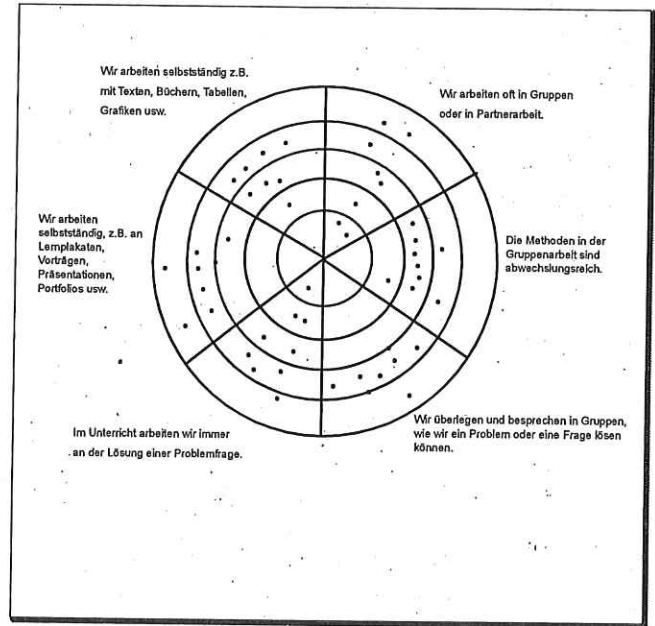 Wir arbeiten selbstständig z.B.
mit Texten, Büchern, Tabellen,
Grafiken usw.
Wir arbeiten oft in Gruppen
oder in Partnerarbeit.
Wir arbeiten
selbstständig, z.B. an
Lernplakaten,
Vorträgen,
Präsentationen,
Portfolios usw.
Die Methoden in der
Gruppenarbeit sind
abwechslungsreich.
Im Unterricht arbeiten wir immer
an der Lösung einer Problemfrage.
Wir überlegen und besprechen in Gruppen,
wie wir ein Problem oder eine Frage lösen
können.